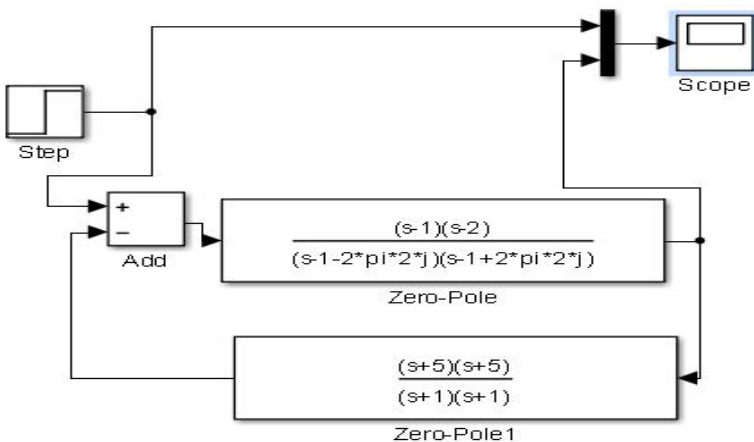 Scope
Step
+
−
Add
(s-1)(s-2)
(s-1-2*pi*2*j)(s-1+2*pi*2*j)
Zero-Pole
(s+5)(s+5)
(s+1)(s+1)
Zero-Pole1